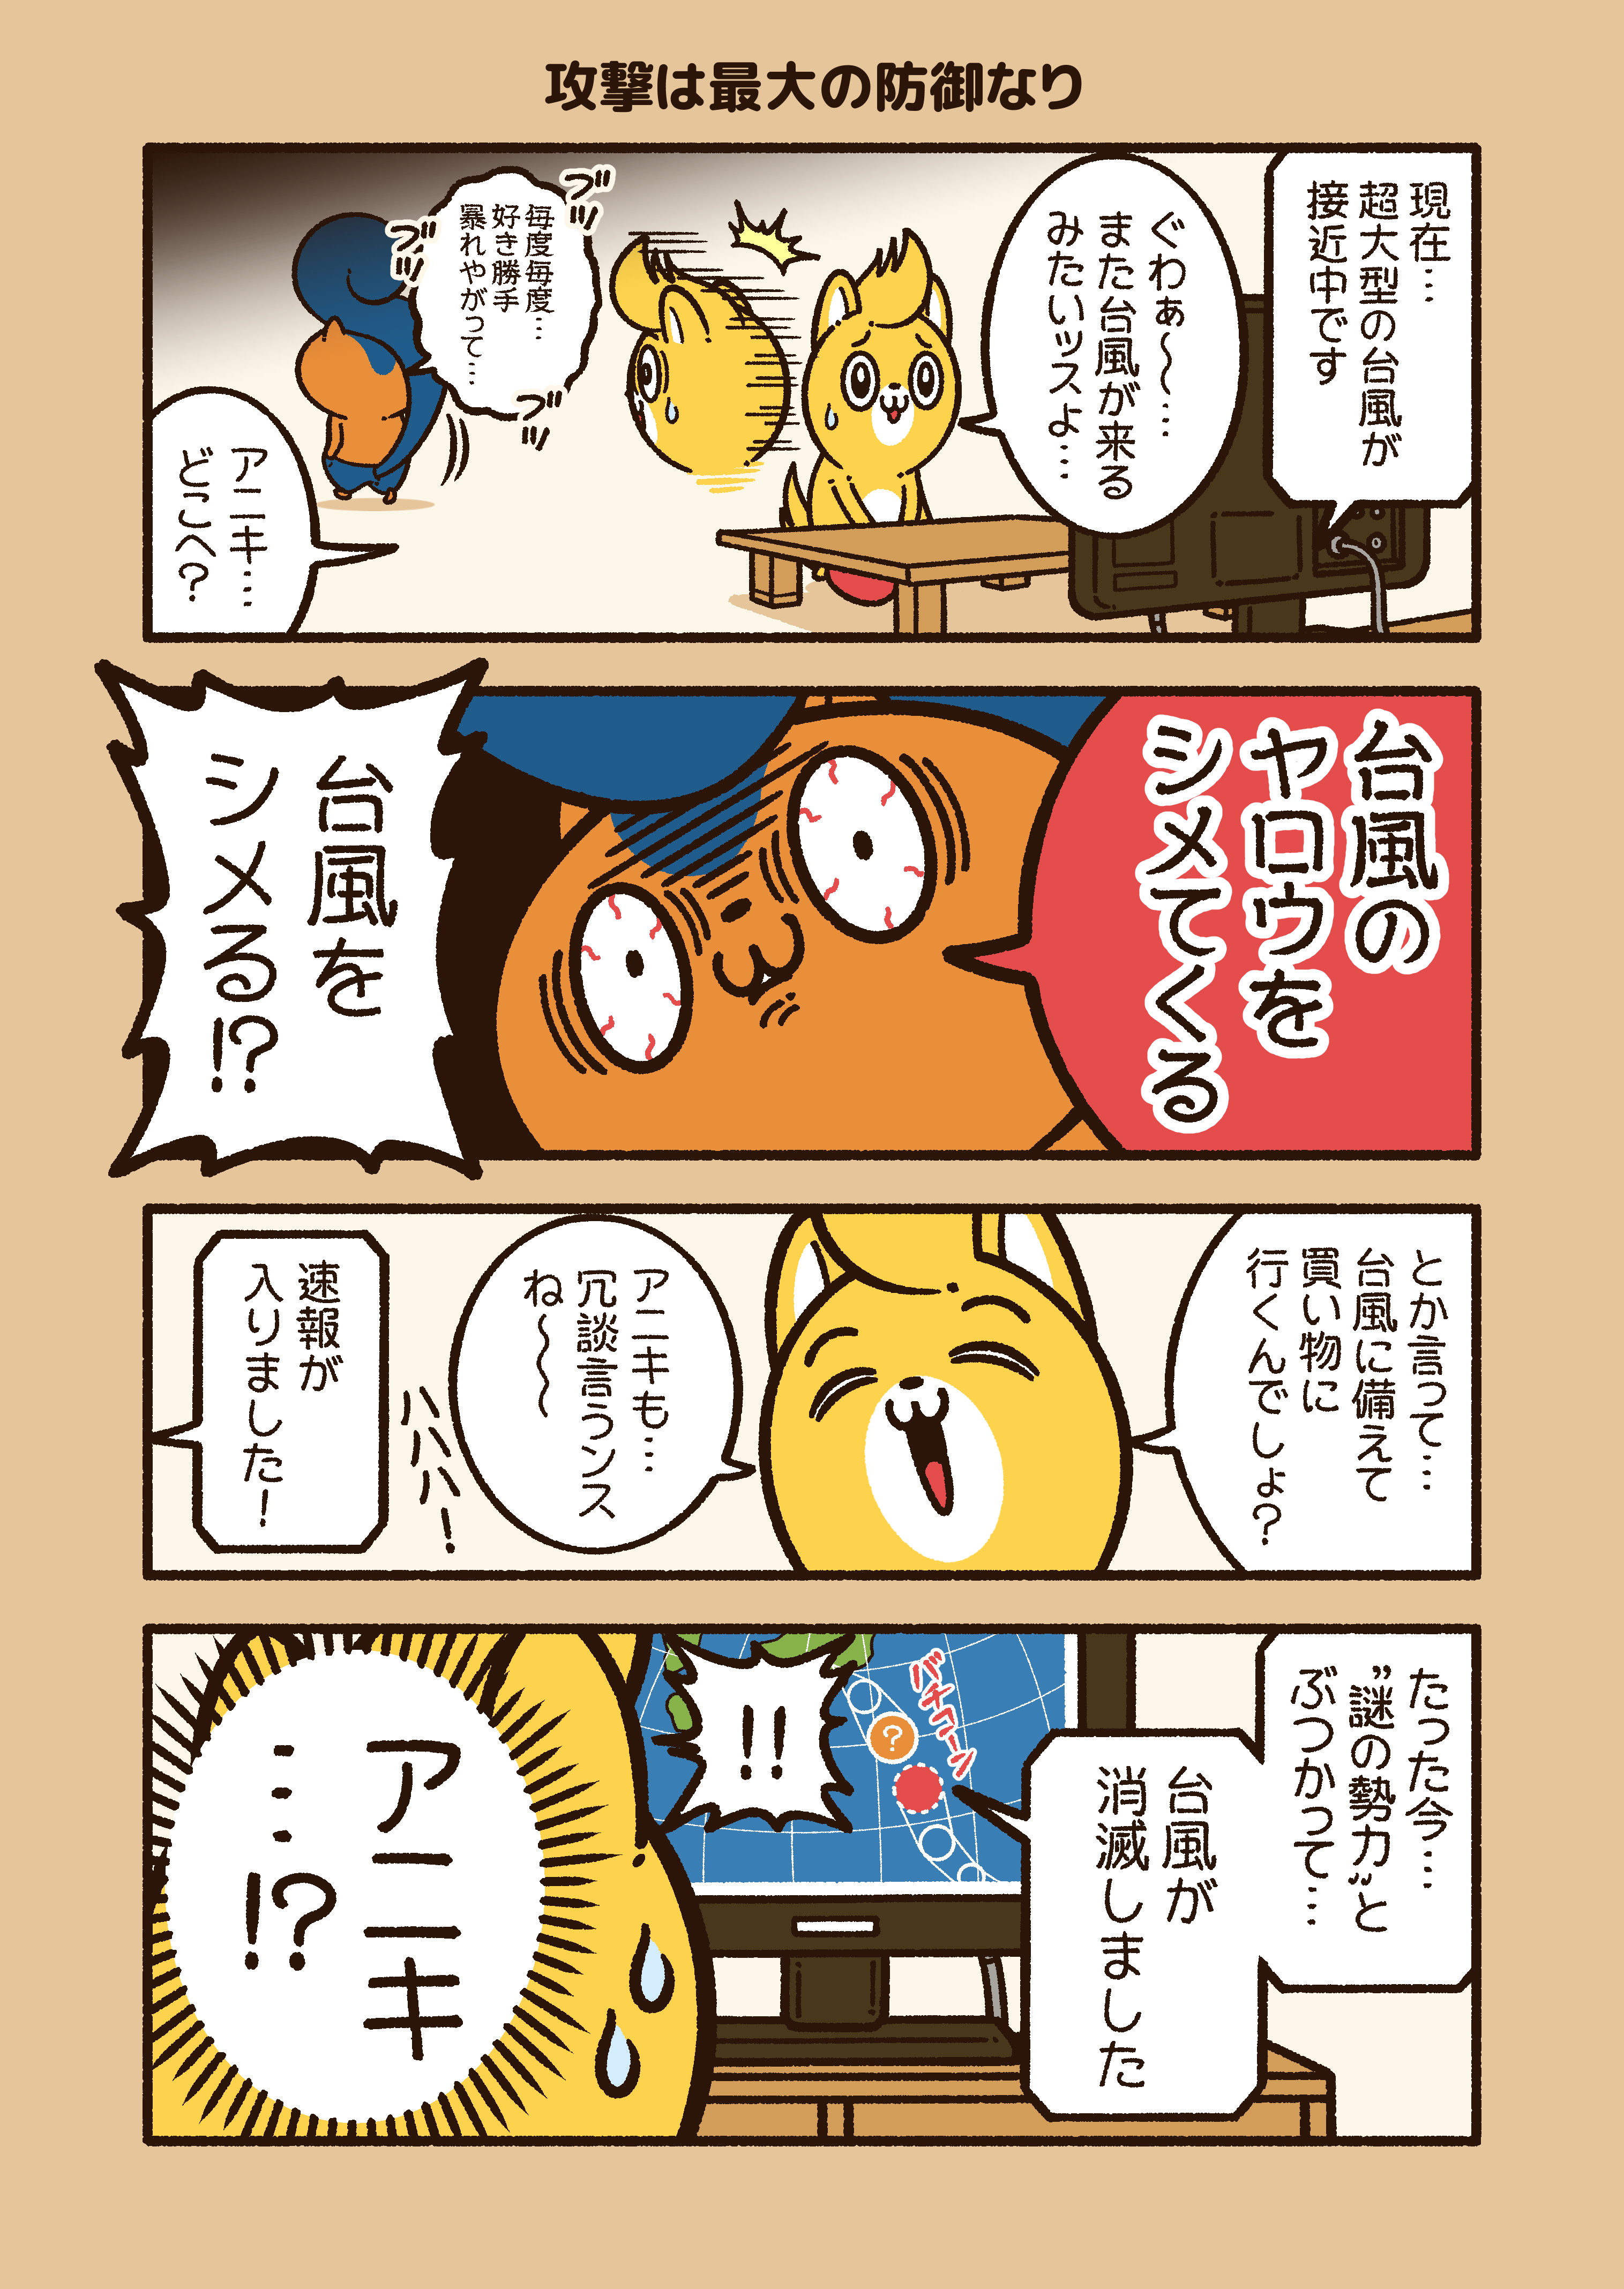 攻撃は最大の防御なり
現在…
超大型の台風が
接近中です
ぐわぁ〜〜…
また台風が来る
みたいッスよ…
ブツ
毎度毎度…
好き勝手
暴れやがって…
ブツ
ブツ
アニキ…
どこへ?
台風の
ヤロウを
シメてくる
台風を
シメる!?
とか言って…
台風に備えて
買い物に
行くんでしょ?
アニキも…
冗談言うンス
ね〜〜〜
ハハハハ!
速報が
入りました!
たった今…
〝謎の勢力〟と
ぶつかって…
台風が
消滅しました
バチコーン
?
!!
アニキ
…!?